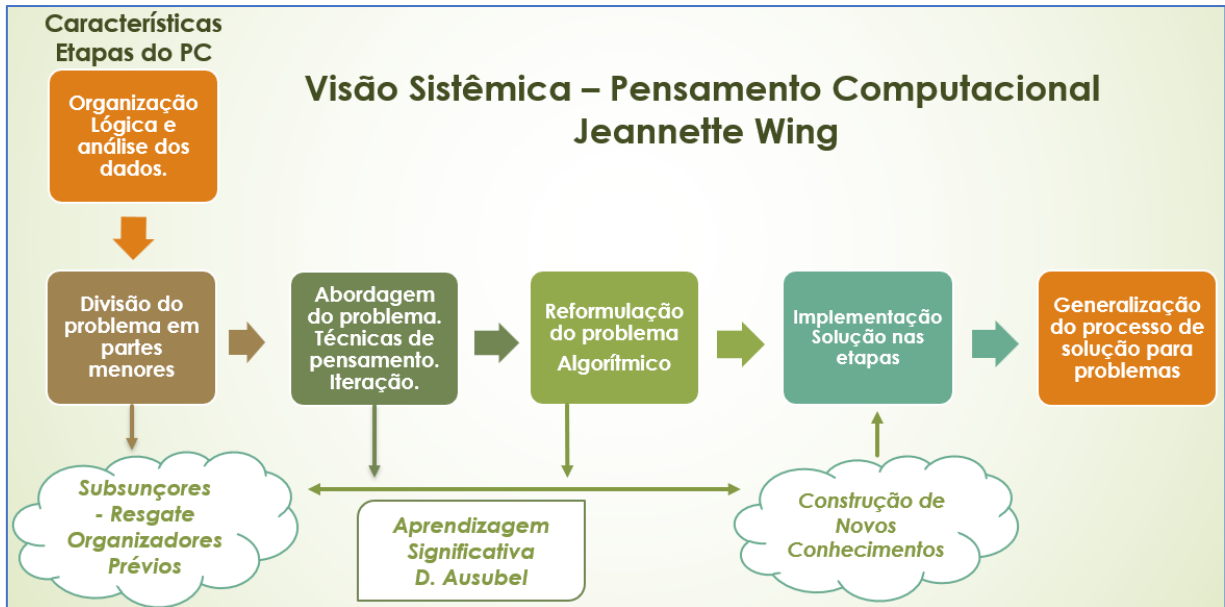 Características
Etapas do PC
Organização
Lógica e
análise dos
dados.
Visão Sistêmica – Pensamento Computacional
Jeannette Wing
Divisão do
problema em
partes
menores
Abordagem
do problema.
Técnicas de
pensamento.
Iteração.
Reformulação
do problema
Algorítmico
Implementação
Solução nas
etapas
Generalização
do processo de
solução para
problemas
Subsunçores
- Resgate
Organizadores
Prévios
Aprendizagem
Significativa
D. Ausubel
Construção de
Novos
Conhecimentos